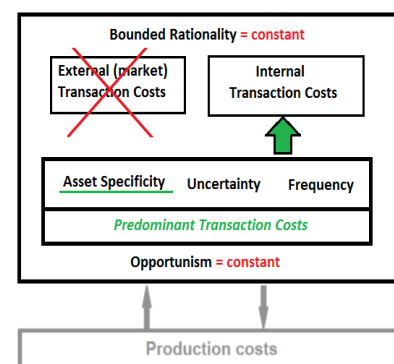 Bounded Rationality = constant
External (market)
Transaction Costs
Internal
Transaction Costs
Asset Specificity Uncertainty Frequency
Predominant Transaction Costs
Opportunism = constant
Production costs